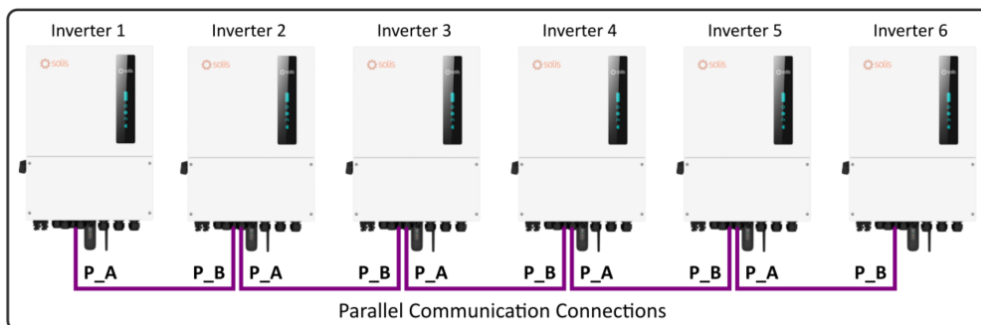 Inverter 1 Inverter 2 Inverter 3 Inverter 4 Inverter 5 Inverter 6
solis solis solis solis solis solis
P_A P_B P_A P_B P_A P_B P_A P_B P_A P_B
Parallel Communication Connections